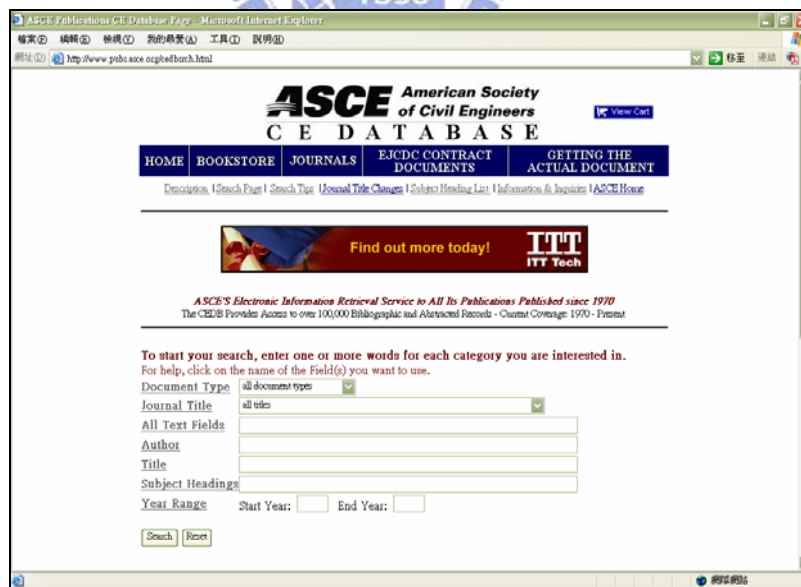 1896
ASCE Publications CE Database Page - Microsoft Internet Explorer
檔案(F) 編輯(E) 檢視(V) 我的最愛(A) 工具(T) 說明(H)
網址(D) http://www.pubs.asce.org/cedbsrch.html 移至 連結
ASCE American Society of Civil Engineers
View Cart
CE DATABASE
HOME BOOKSTORE JOURNALS EJCDC CONTRACT DOCUMENTS GETTING THE ACTUAL DOCUMENT
Description | Search Page | Search Tips | Journal Title Changes | Subject Heading List | Information & Inquiries | ASCE Home
Find out more today! ITT
ITT Tech
ASCE'S Electronic Information Retrieval Service to All Its Publications Published since 1970
The CEDB Provides Access to over 100,000 Bibliographic and Abstracted Records - Current Coverage: 1970 - Present
To start your search, enter one or more words for each category you are interested in.
For help, click on the name of the Field(s) you want to use.
Document Type all document types
Journal Title all titles
All Text Fields
Author
Title
Subject Headings
Year Range Start Year: End Year:
Search Reset
網際網路